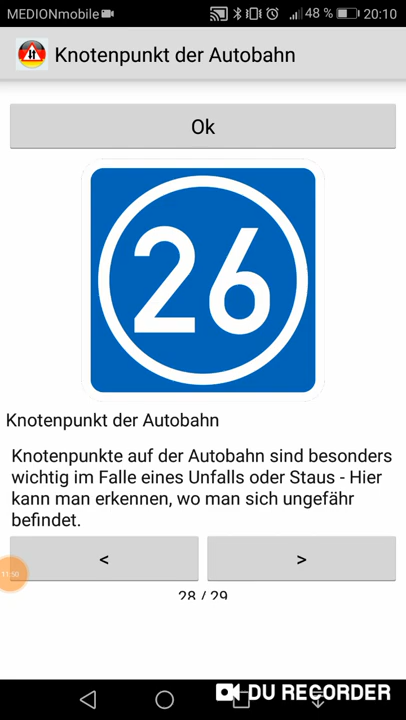 MEDIONmobile 48 % 20:10
Knotenpunkt der Autobahn
Ok
26
Knotenpunkt der Autobahn
Knotenpunkte auf der Autobahn sind besonders
wichtig im Falle eines Unfalls oder Staus - Hier
kann man erkennen, wo man sich ungefähr
befindet.
< >
11:50
28 / 29
DU RECORDER